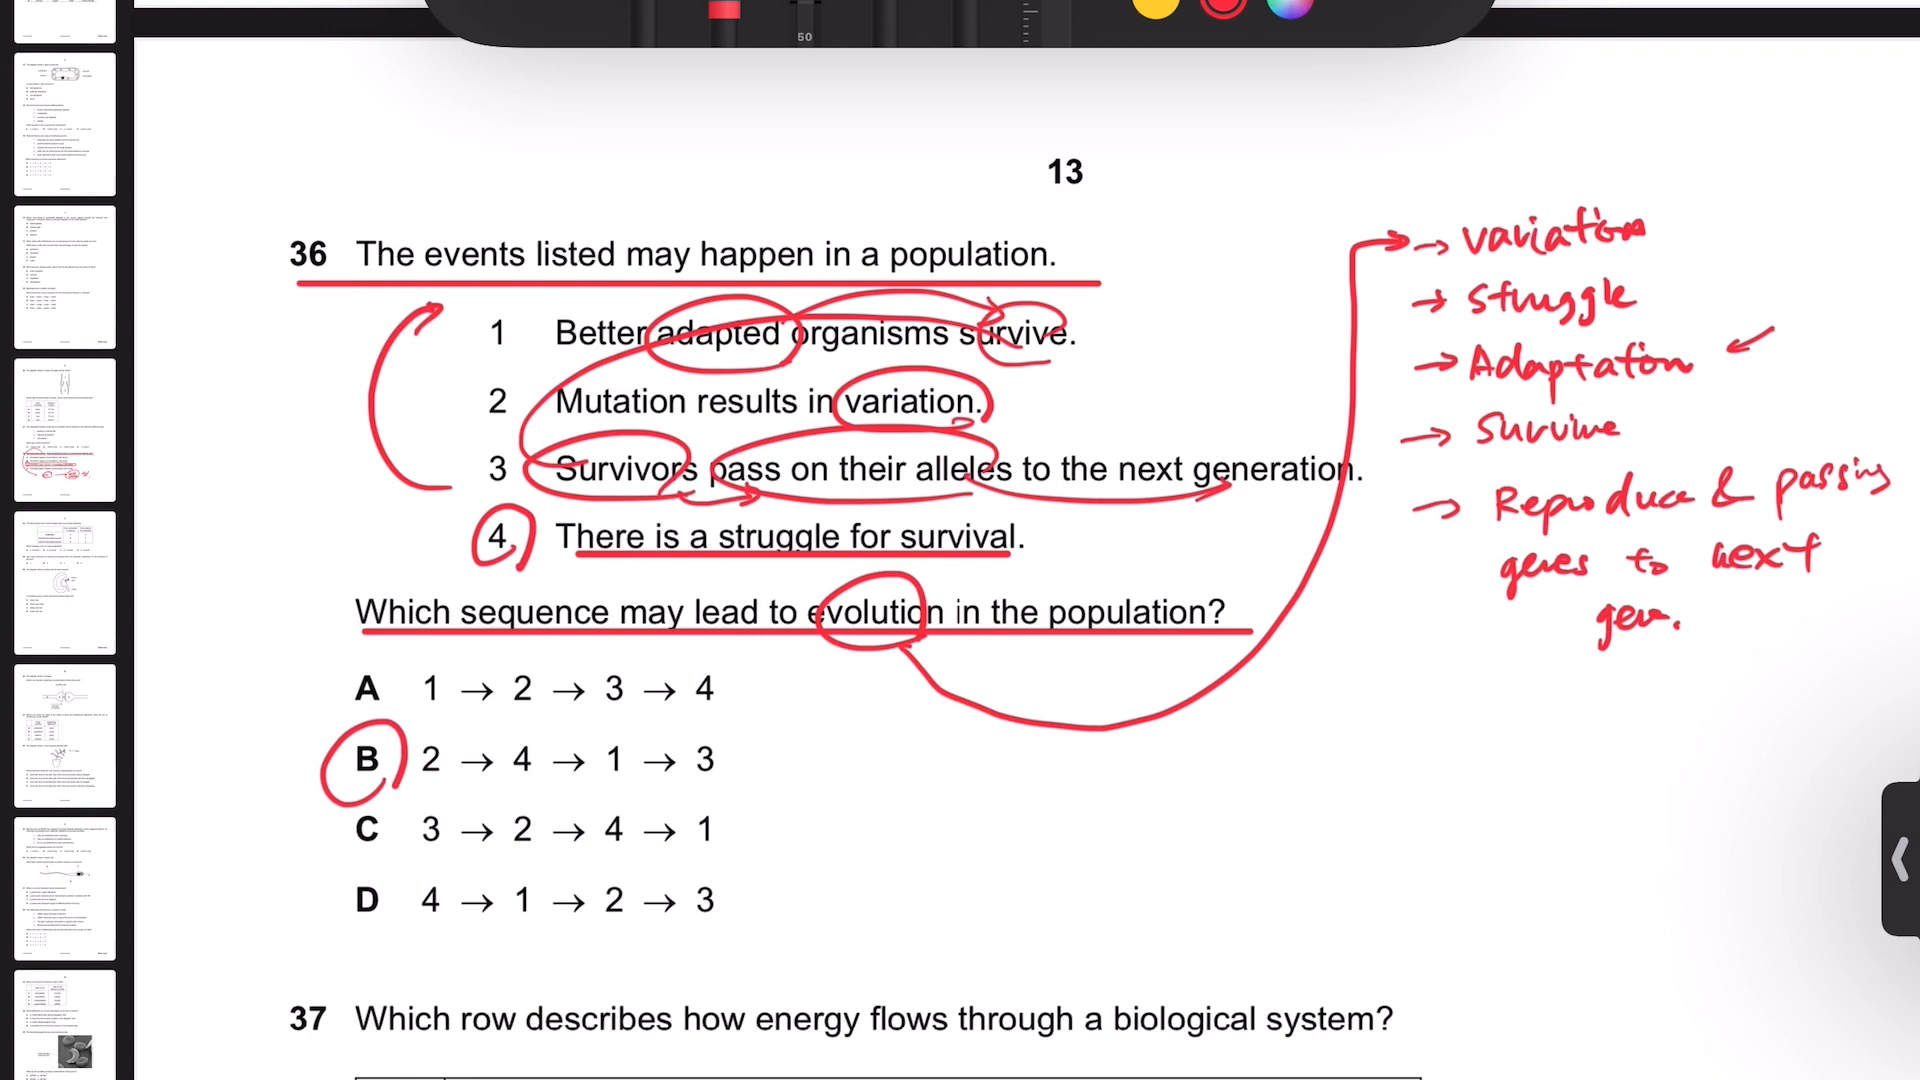 50
13
36 The events listed may happen in a population.
1 Better adapted organisms survive.
2 Mutation results in variation.
3 Survivors pass on their alleles to the next generation.
4 There is a struggle for survival.
Which sequence may lead to evolution in the population?
A 1 → 2 → 3 → 4
B 2 → 4 → 1 → 3
C 3 → 2 → 4 → 1
D 4 → 1 → 2 → 3
37 Which row describes how energy flows through a biological system?
→ variation
→ Struggle
→ Adaptation
→ Survive
→ Reproduce & passing
genes to next
gen.